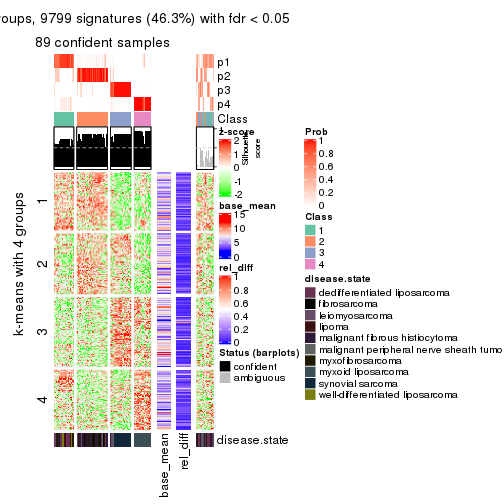 roups, 9799 signatures (46.3%) with fdr < 0.05
89 confident samples
p1
p2
p3
p4
Class
Silhouette
score
k-means with 4 groups
1
2
3
4
disease.state
base_mean
rel_diff
z-score
2
1
0
-1
-2
base_mean
15
10
5
0
rel_diff
1
0.8
0.6
0.4
0.2
0
Status (barplots)
confident
ambiguous
Prob
1
0.8
0.6
0.4
0.2
0
Class
1
2
3
4
disease.state
dedifferentiated liposarcoma
fibrosarcoma
leiomyosarcoma
lipoma
malignant fibrous histiocytoma
malignant peripheral nerve sheath tumo
myxofibrosarcoma
myxoid liposarcoma
synovial sarcoma
well-differentiated liposarcoma